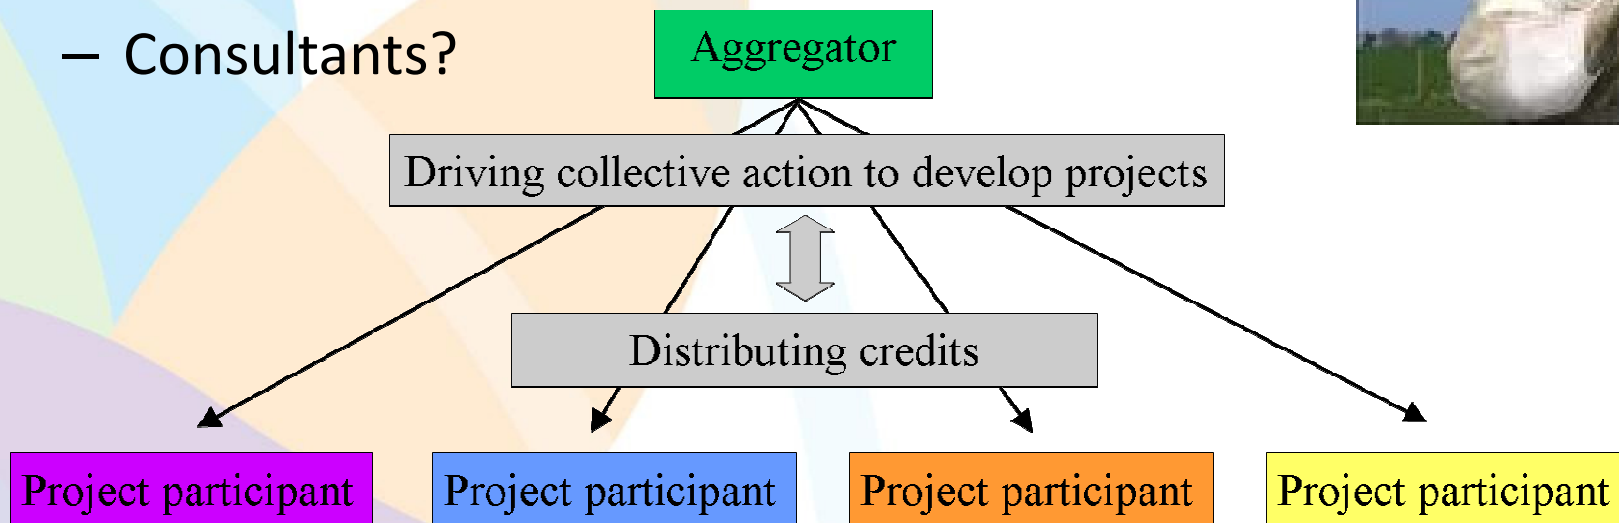 – Consultants?
Aggregator
Driving collective action to develop projects
Distributing credits
Project participant
Project participant
Project participant
Project participant